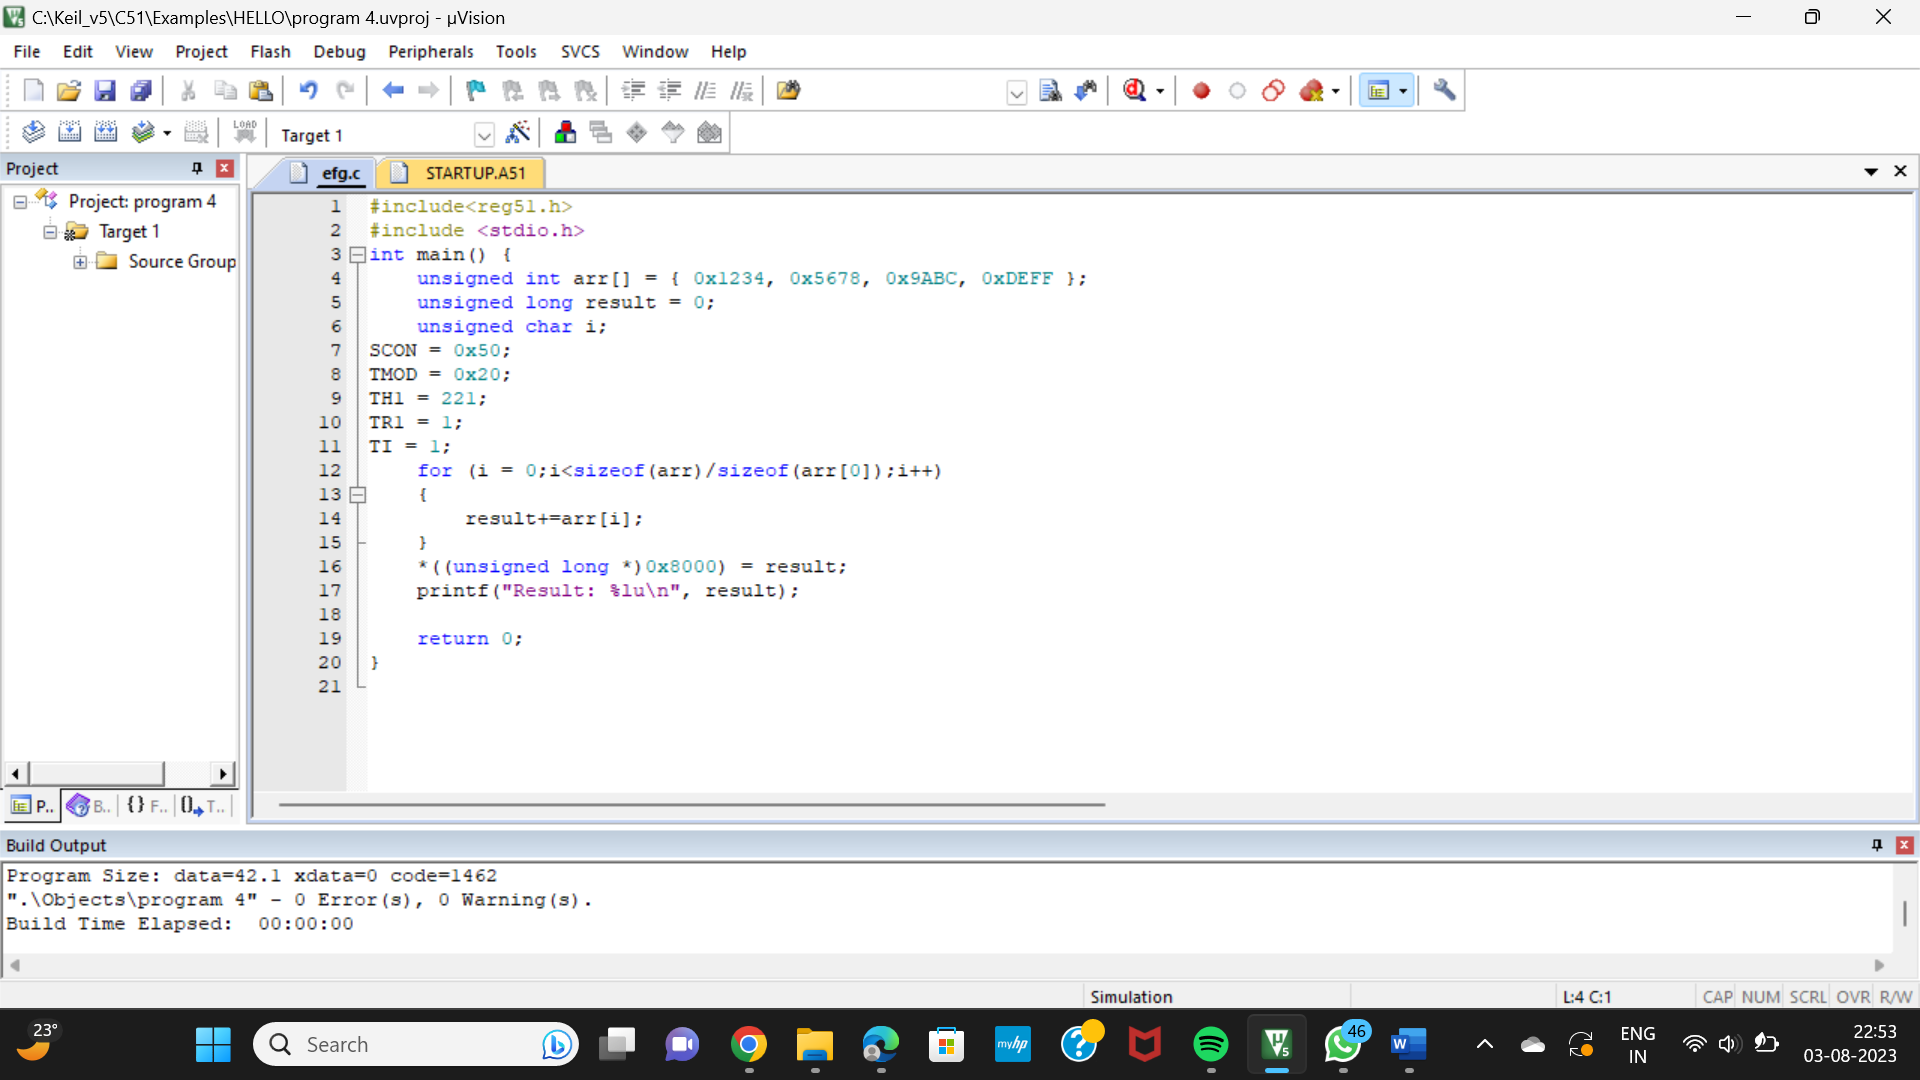 C:\Keil_v5\C51\Examples\HELLO\program 4.uvproj - µVision
File Edit View Project Flash Debug Peripherals Tools SVCS Window Help
LOAD Target 1
Project
efg.c STARTUP.A51
Project: program 4
Target 1
Source Group
1 #include<reg51.h>
2 #include <stdio.h>
3 int main() {
4     unsigned int arr[] = { 0x1234, 0x5678, 0x9ABC, 0xDEFF };
5     unsigned long result = 0;
6     unsigned char i;
7 SCON = 0x50;
8 TMOD = 0x20;
9 TH1 = 221;
10 TR1 = 1;
11 TI = 1;
12     for (i = 0;i<sizeof(arr)/sizeof(arr[0]);i++)
13     {
14         result+=arr[i];
15     }
16     *((unsigned long *)0x8000) = result;
17     printf("Result: %lu\n", result);
18
19     return 0;
20 }
21
P.. B.. {} F.. T..
Build Output
Program Size: data=42.1 xdata=0 code=1462
".\Objects\program 4" - 0 Error(s), 0 Warning(s).
Build Time Elapsed:  00:00:00
Simulation L:4 C:1 CAP NUM SCRL OVR R/W
23°
Search
myhp
46
ENG
IN
22:53
03-08-2023